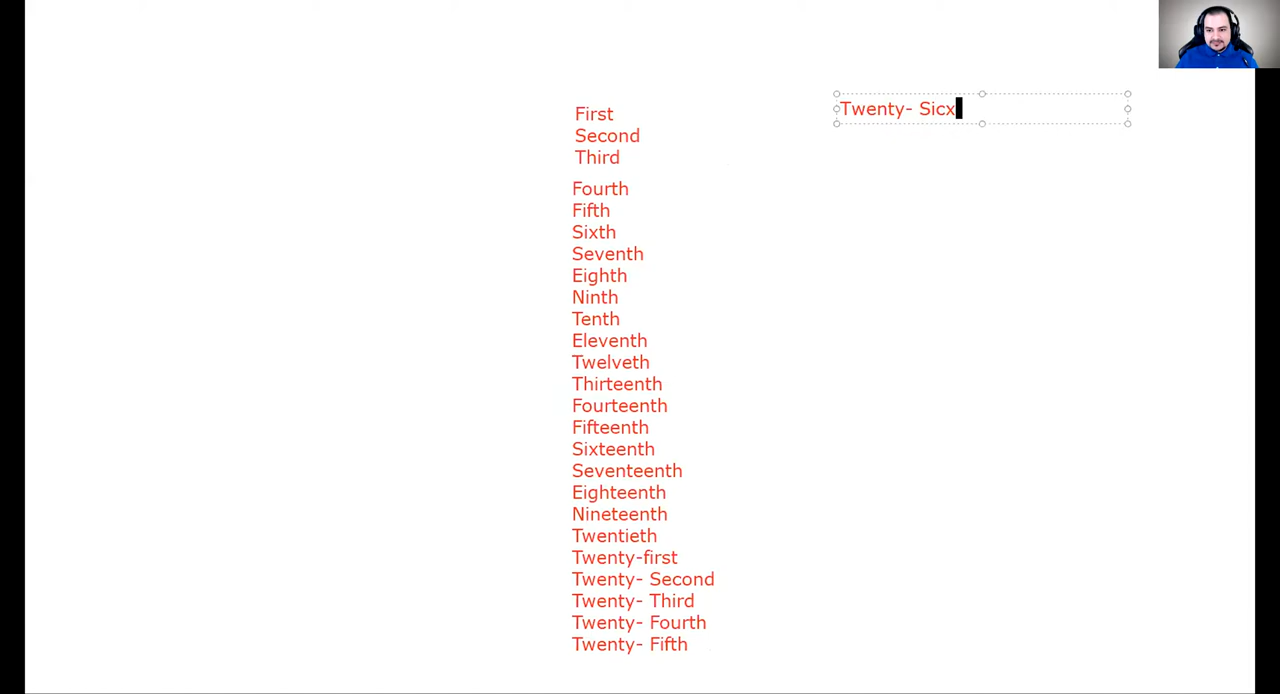 First
Second
Third
Fourth
Fifth
Sixth
Seventh
Eighth
Ninth
Tenth
Eleventh
Twelveth
Thirteenth
Fourteenth
Fifteenth
Sixteenth
Seventeenth
Eighteenth
Nineteenth
Twentieth
Twenty-first
Twenty- Second
Twenty- Third
Twenty- Fourth
Twenty- Fifth
Twenty- Sicx